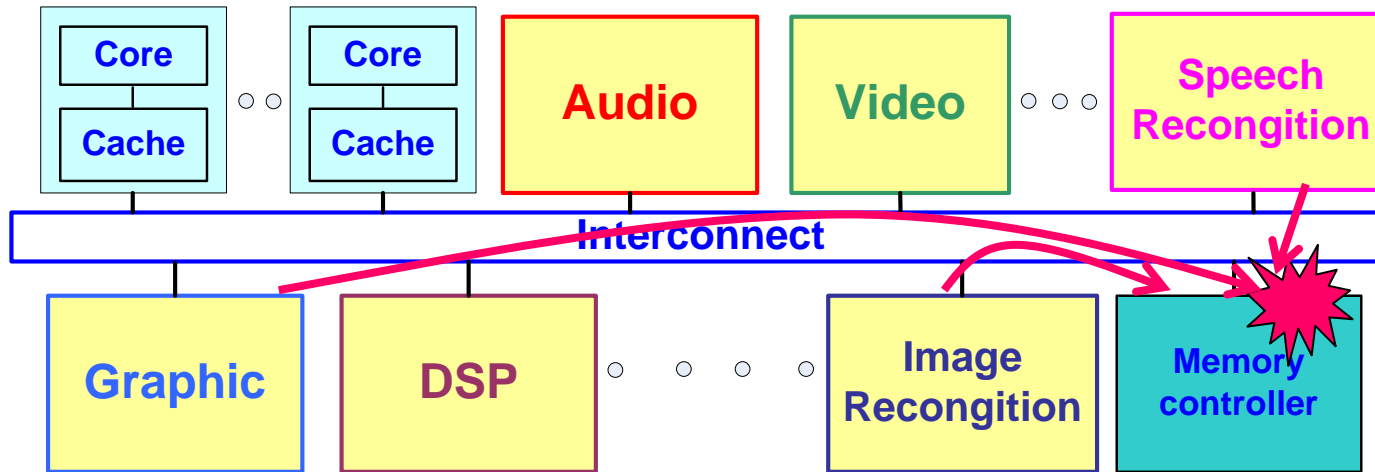 Core
Cache
Core
Cache
Audio
Video
Speech
Recongition
Interconnect
Graphic
DSP
Image
Recongition
Memory
controller